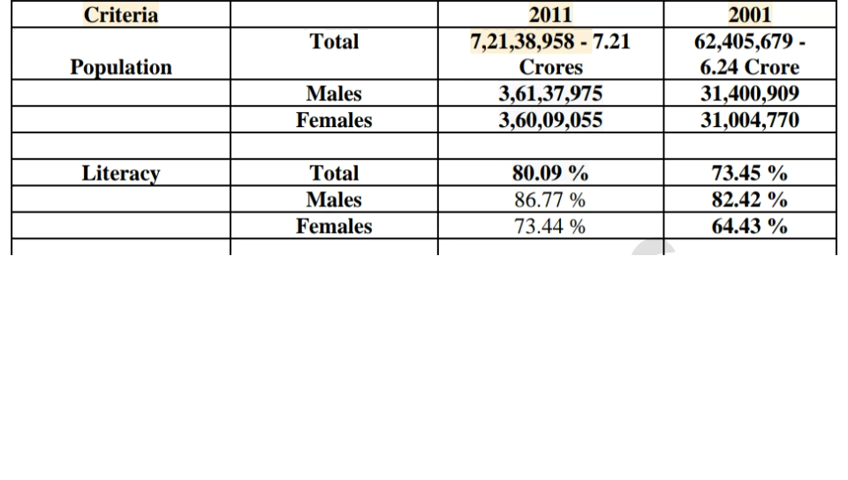 Criteria 2011 2001
Total 7,21,38,958 - 7.21 62,405,679 -
Population Crores 6.24 Crore
Males 3,61,37,975 31,400,909
Females 3,60,09,055 31,004,770
Literacy Total 80.09 % 73.45 %
Males 86.77 % 82.42 %
Females 73.44 % 64.43 %